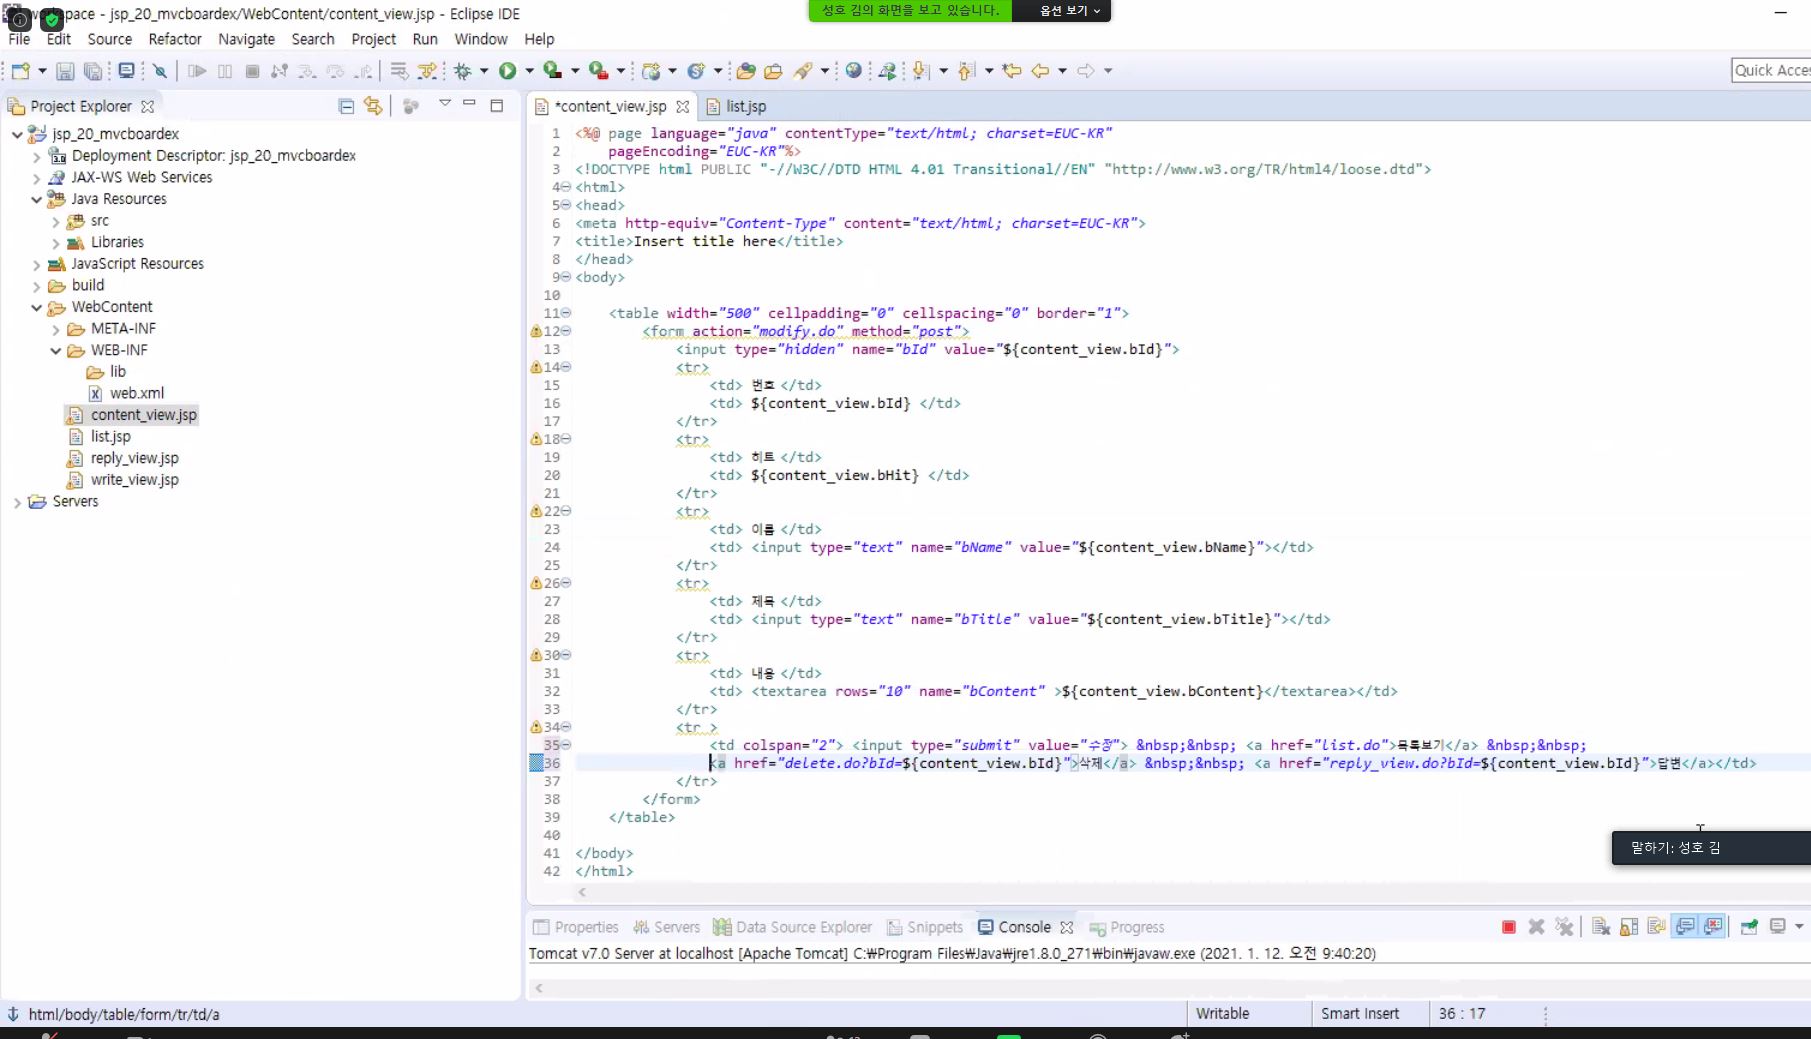 workspace - jsp_20_mvcboardex/WebContent/content_view.jsp - Eclipse IDE
성호 김의 화면을 보고 있습니다.
옵션 보기
File Edit Source Refactor Navigate Search Project Run Window Help
Quick Acces
Project Explorer
*content_view.jsp
list.jsp
jsp_20_mvcboardex
Deployment Descriptor: jsp_20_mvcboardex
JAX-WS Web Services
Java Resources
src
Libraries
JavaScript Resources
build
WebContent
META-INF
WEB-INF
lib
web.xml
content_view.jsp
list.jsp
reply_view.jsp
write_view.jsp
Servers
1 <%@ page language="java" contentType="text/html; charset=EUC-KR"
2 pageEncoding="EUC-KR"%>
3 <!DOCTYPE html PUBLIC "-//W3C//DTD HTML 4.01 Transitional//EN" "http://www.w3.org/TR/html4/loose.dtd">
4 <html>
5 <head>
6 <meta http-equiv="Content-Type" content="text/html; charset=EUC-KR">
7 <title>Insert title here</title>
8 </head>
9 <body>
10
11 <table width="500" cellpadding="0" cellspacing="0" border="1">
12 <form action="modify.do" method="post">
13 <input type="hidden" name="bId" value="${content_view.bId}">
14 <tr>
15 <td> 번호 </td>
16 <td> ${content_view.bId} </td>
17 </tr>
18 <tr>
19 <td> 히트 </td>
20 <td> ${content_view.bHit} </td>
21 </tr>
22 <tr>
23 <td> 이름 </td>
24 <td> <input type="text" name="bName" value="${content_view.bName}"></td>
25 </tr>
26 <tr>
27 <td> 제목 </td>
28 <td> <input type="text" name="bTitle" value="${content_view.bTitle}"></td>
29 </tr>
30 <tr>
31 <td> 내용 </td>
32 <td> <textarea rows="10" name="bContent" >${content_view.bContent}</textarea></td>
33 </tr>
34 <tr >
35 <td colspan="2"> <input type="submit" value="수정"> &nbsp;&nbsp; <a href="list.do">목록보기</a> &nbsp;&nbsp;
36 <a href="delete.do?bId=${content_view.bId}">삭제</a> &nbsp;&nbsp; <a href="reply_view.do?bId=${content_view.bId}">답변</a></td>
37 </tr>
38 </form>
39 </table>
40
41 </body>
42 </html>
말하기: 성호 김
Properties Servers Data Source Explorer Snippets Console Progress
Tomcat v7.0 Server at localhost [Apache Tomcat] C:₩Program Files₩Java₩jre1.8.0_271₩bin₩javaw.exe (2021. 1. 12. 오전 9:40:20)
html/body/table/form/tr/td/a
Writable
Smart Insert
36 : 17